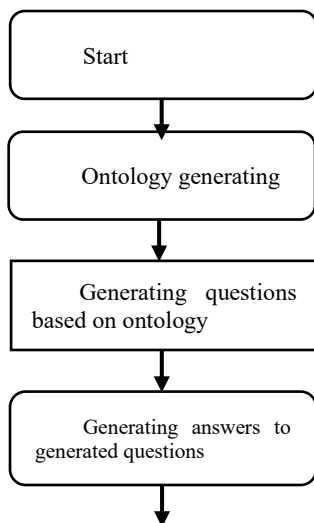 Start
Ontology generating
Generating questions
based on ontology
Generating answers to
generated questions